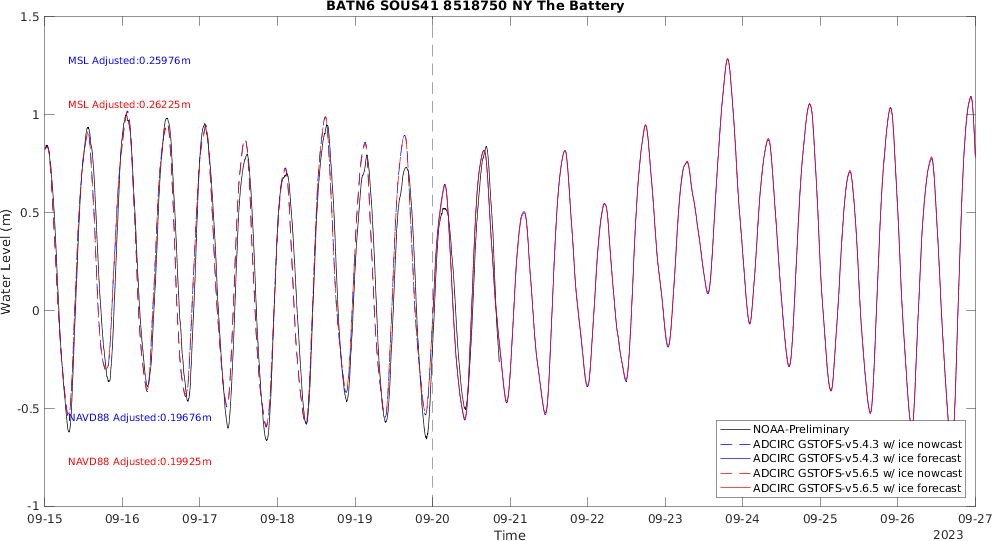 BATN6 SOUS41 8518750 NY The Battery
1.5
1
0.5
0
-0.5
-1
Water Level (m)
MSL Adjusted:0.25976m
MSL Adjusted:0.26225m
NAVD88 Adjusted:0.19676m
NAVD88 Adjusted:0.19925m
NOAA-Preliminary
ADCIRC GSTOFS-v5.4.3 w/ ice nowcast
ADCIRC GSTOFS-v5.4.3 w/ ice forecast
ADCIRC GSTOFS-v5.6.5 w/ ice nowcast
ADCIRC GSTOFS-v5.6.5 w/ ice forecast
09-15 09-16 09-17 09-18 09-19 09-20 09-21 09-22 09-23 09-24 09-25 09-26 09-27
Time
2023